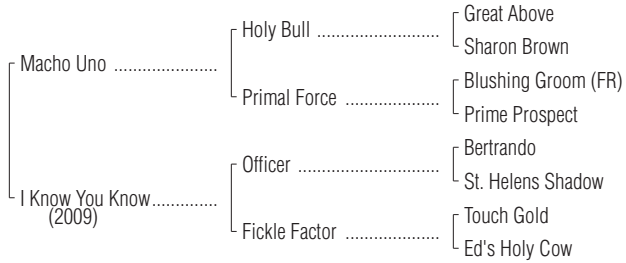 Great Above
Holy Bull ........................
Sharon Brown
Macho Uno .....................
Blushing Groom (FR)
Primal Force ...................
Prime Prospect
Bertrando
Officer ............................
St. Helens Shadow
I Know You Know.............
(2009)
Touch Gold
Fickle Factor ...................
Ed's Holy Cow